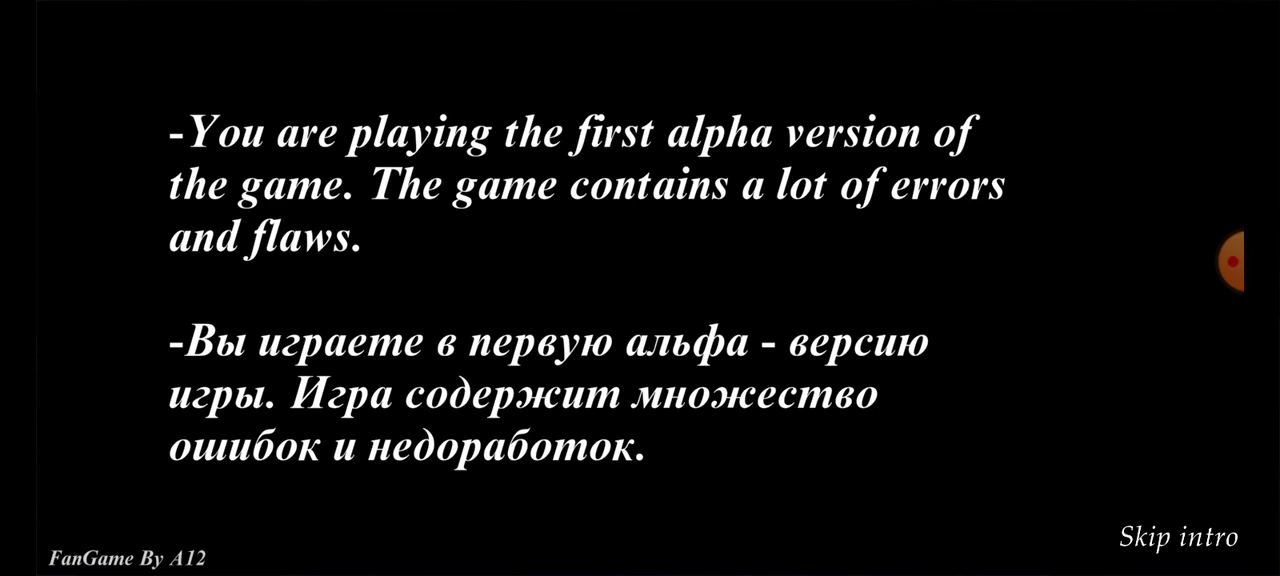 -You are playing the first alpha version of
the game. The game contains a lot of errors
and flaws.
-Вы играете в первую альфа - версию
игры. Игра содержит множество
ошибок и недоработок.
Skip intro
FanGame By A12